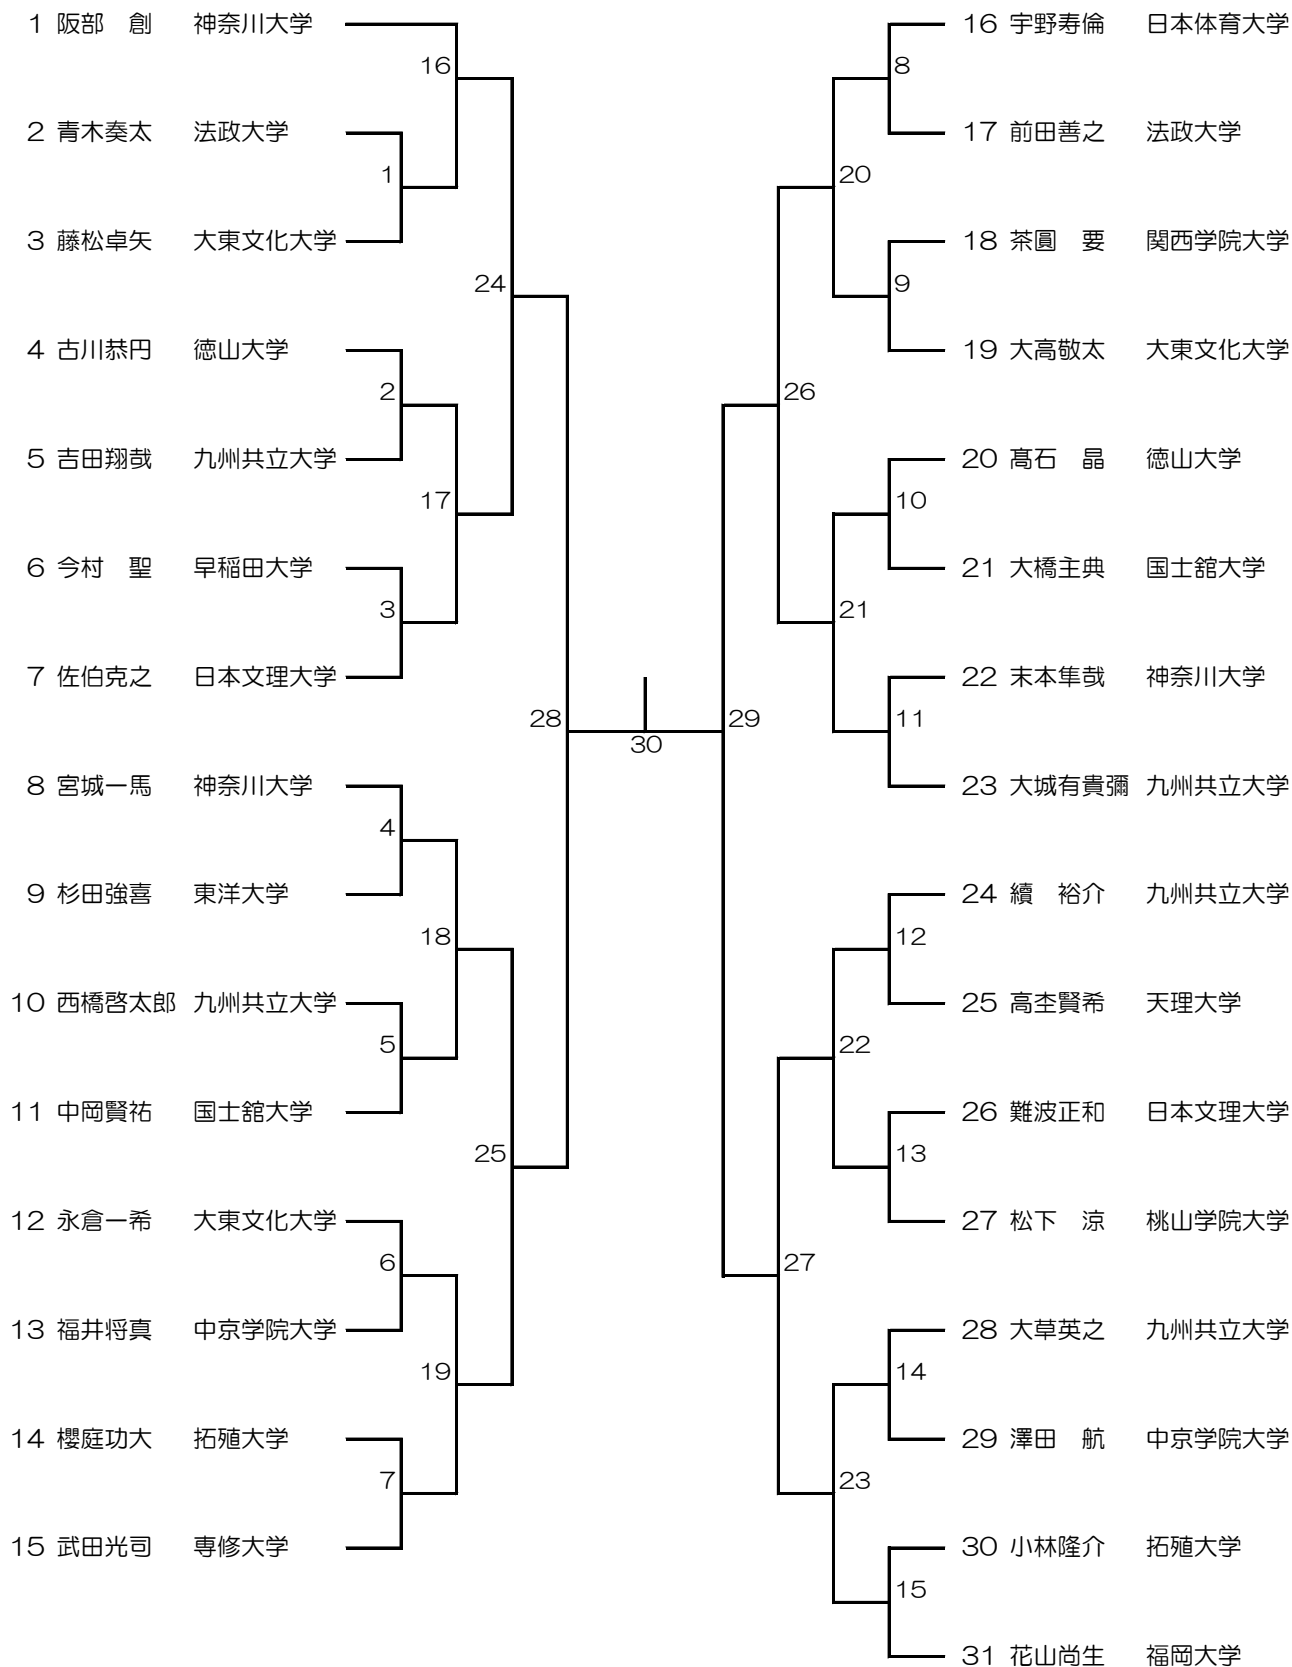 1 阪部　創 神奈川大学
16
2 青木奏太 法政大学
1
3 藤松卓矢 大東文化大学
24
4 古川恭円 徳山大学
2
5 吉田翔哉 九州共立大学
17
6 今村　聖 早稲田大学
3
7 佐伯克之 日本文理大学
28
8 宮城一馬 神奈川大学
4
9 杉田強喜 東洋大学
18
10 西橋啓太郎 九州共立大学
5
11 中岡賢祐 国士舘大学
25
12 永倉一希 大東文化大学
6
13 福井将真 中京学院大学
19
14 櫻庭功大 拓殖大学
7
15 武田光司 専修大学
30
16 宇野寿倫 日本体育大学
8
17 前田善之 法政大学
20
18 茶圓　要 関西学院大学
9
19 大高敬太 大東文化大学
26
20 髙石　晶 徳山大学
10
21 大橋主典 国士舘大学
21
22 末本隼哉 神奈川大学
11
29
23 大城有貴彌 九州共立大学
24 續　裕介 九州共立大学
12
25 高杢賢希 天理大学
22
26 難波正和 日本文理大学
13
27 松下　涼 桃山学院大学
27
28 大草英之 九州共立大学
14
29 澤田　航 中京学院大学
23
30 小林隆介 拓殖大学
15
31 花山尚生 福岡大学